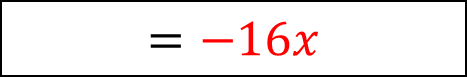 = −16x